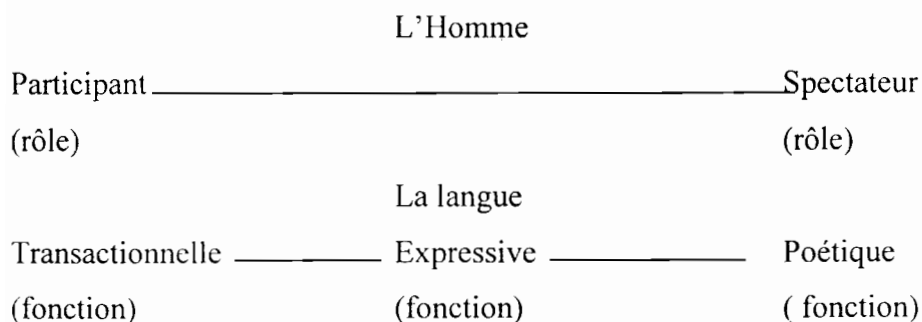 L'Homme
Participant Spectateur
(rôle) (rôle)
La langue
Transactionnelle Expressive Poétique
(fonction) (fonction) ( fonction)